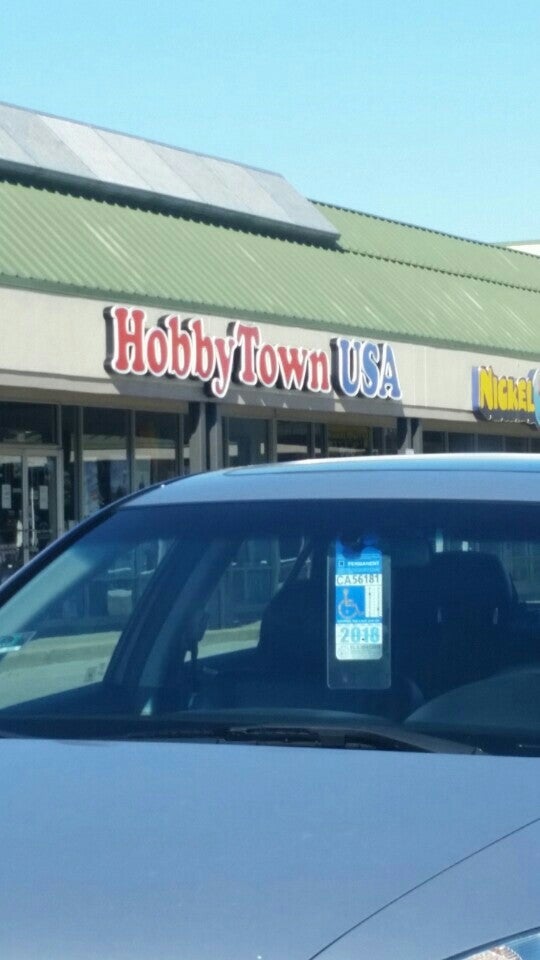 HobbyTown USA
NICKEL
PERMANENT
CA56181
2018